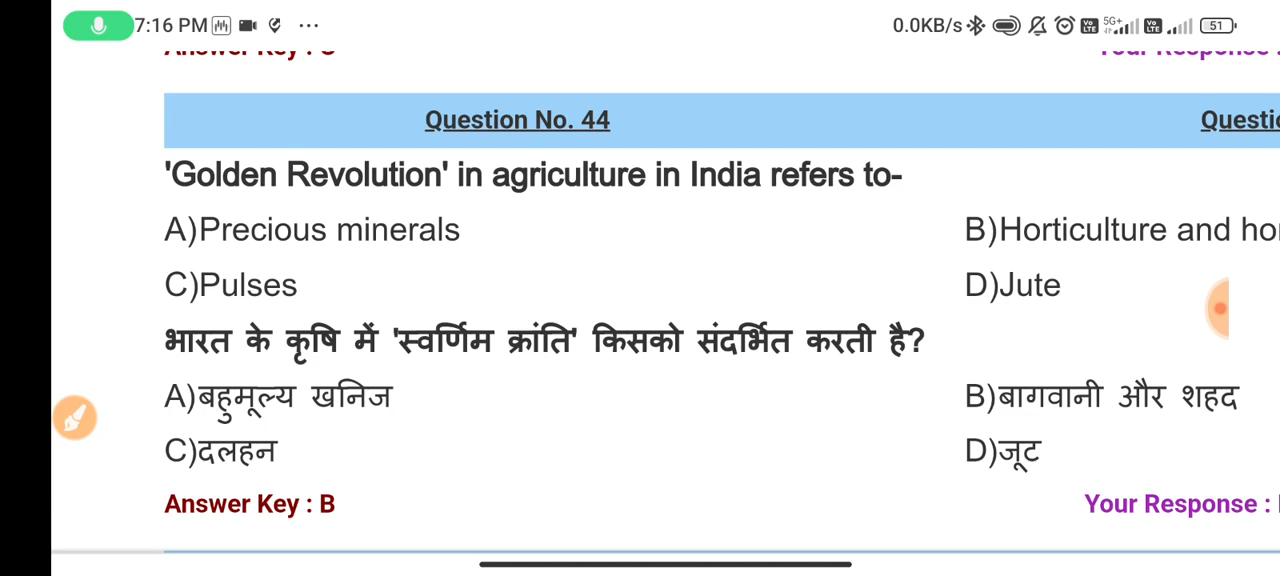 7:16 PM ... 0.0KB/s 5G+ 51
Question No. 44
'Golden Revolution' in agriculture in India refers to-
A)Precious minerals B)Horticulture and
C)Pulses D)Jute
भारत के कृषि में 'स्वर्णिम क्रांति' किसको संदर्भित करती है?
A)बहुमूल्य खनिज B)बागवानी और शहद
C)दलहन D)जूट
Answer Key : B Your Response :